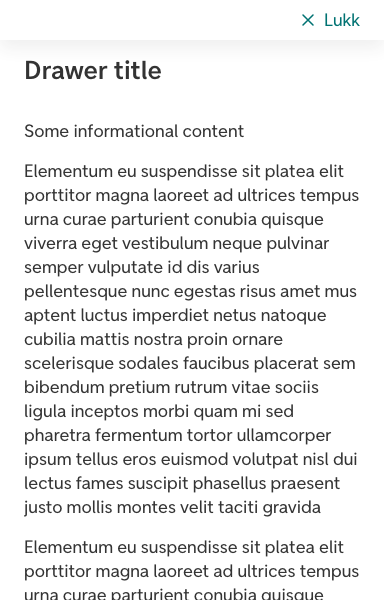 Lukk
Drawer title
Some informational content
Elementum eu suspendisse sit platea elit
porttitor magna laoreet ad ultrices tempus
urna curae parturient conubia quisque
viverra eget vestibulum neque pulvinar
semper vulputate id dis varius
pellentesque nunc egestas risus amet mus
aptent luctus imperdiet netus natoque
cubilia mattis nostra proin ornare
scelerisque sodales faucibus placerat sem
bibendum pretium rutrum vitae sociis
ligula inceptos morbi quam mi sed
pharetra fermentum tortor ullamcorper
ipsum tellus eros euismod volutpat nisl dui
lectus fames suscipit phasellus praesent
justo mollis montes velit taciti gravida
Elementum eu suspendisse sit platea elit
porttitor magna laoreet ad ultrices tempus
urna curae parturient conubia quisque